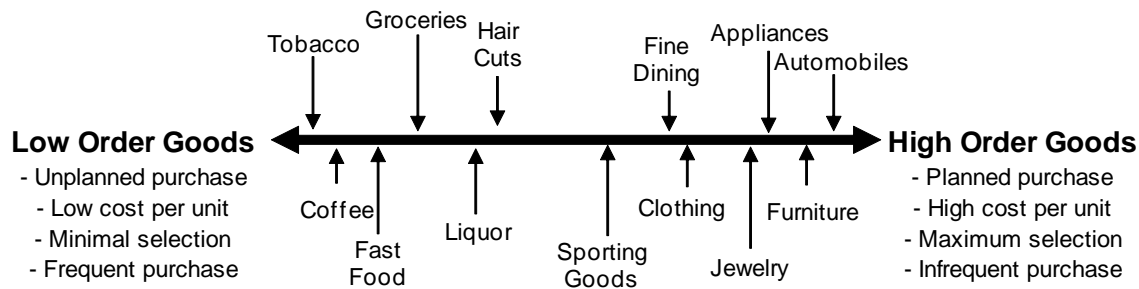 Groceries
Tobacco
Hair
Cuts
Fine
Dining
Appliances
Automobiles
Low Order Goods
- Unplanned purchase
- Low cost per unit
- Minimal selection
- Frequent purchase
High Order Goods
- Planned purchase
- High cost per unit
- Maximum selection
- Infrequent purchase
Coffee
Fast
Food
Liquor
Sporting
Goods
Clothing
Jewelry
Furniture